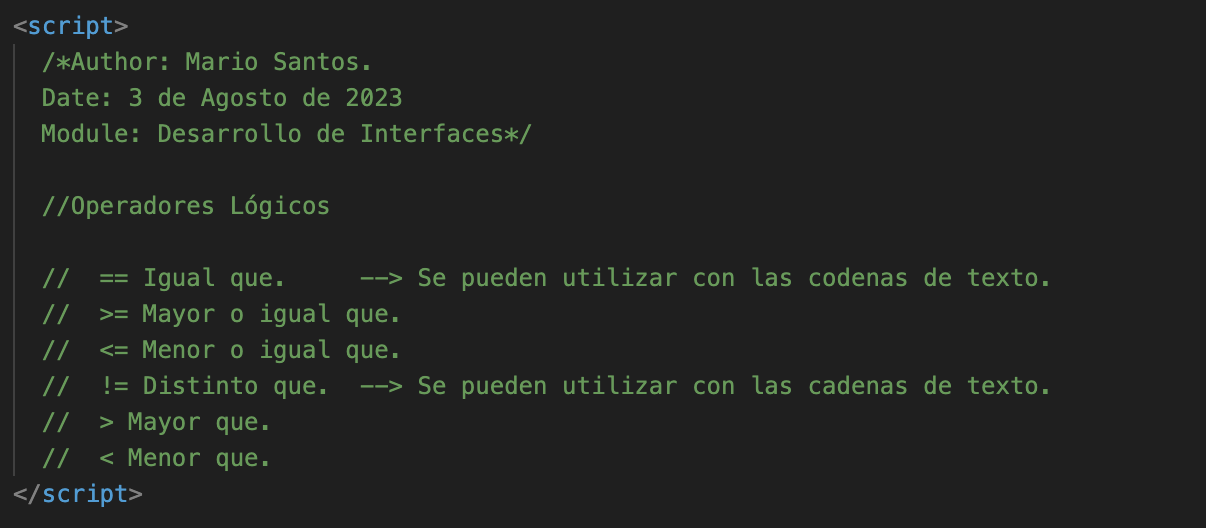 <script>
/*Author: Mario Santos.
Date: 3 de Agosto de 2023
Module: Desarrollo de Interfaces*/
//Operadores Lógicos
//  == Igual que.     --> Se pueden utilizar con las codenas de texto.
//  >= Mayor o igual que.
//  <= Menor o igual que.
//  != Distinto que.  --> Se pueden utilizar con las cadenas de texto.
//  > Mayor que.
//  < Menor que.
</script>